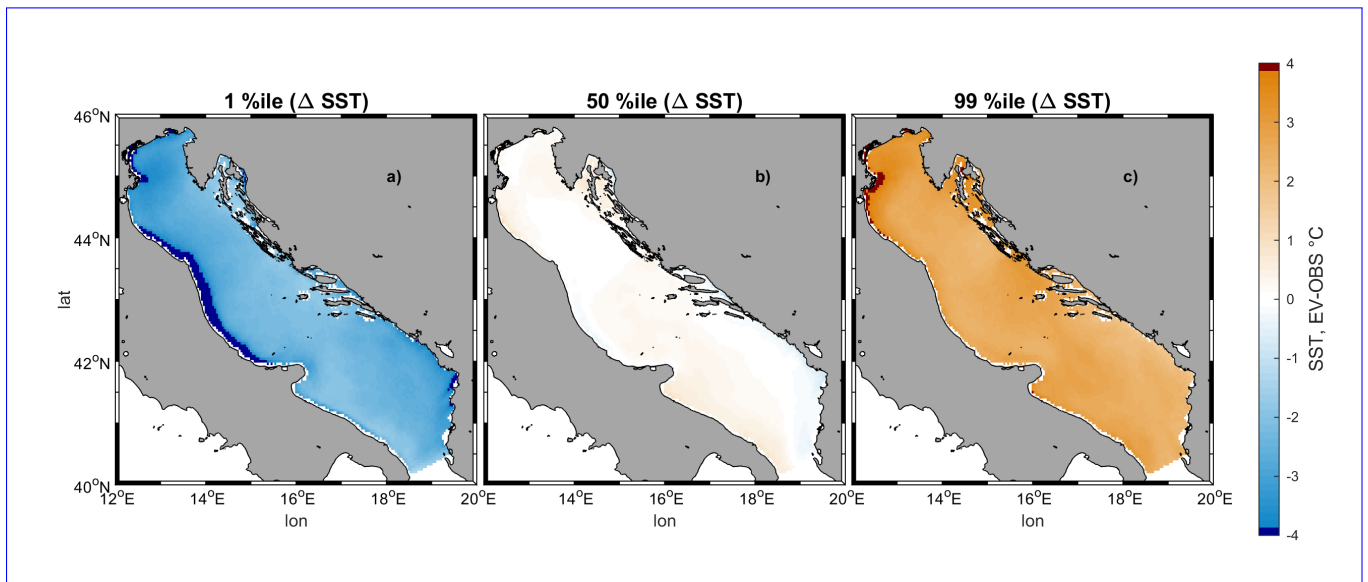 1 %ile (Δ SST)
50 %ile (Δ SST)
99 %ile (Δ SST)
a)
b)
c)
46°N
44°N
42°N
40°N
lat
12°E
14°E
16°E
18°E
20°E
14°E
16°E
18°E
20°E
14°E
16°E
18°E
20°E
lon
lon
lon
4
3
2
1
0
-1
-2
-3
-4
SST, EV-OBS °C